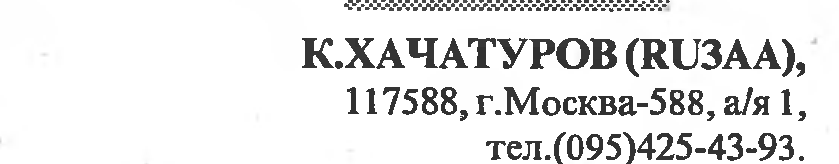 К.ХАЧАТУРОВ (RU3AA),
117588, г.Москва-588, а/я 1,
тел.(095)425-43-93.